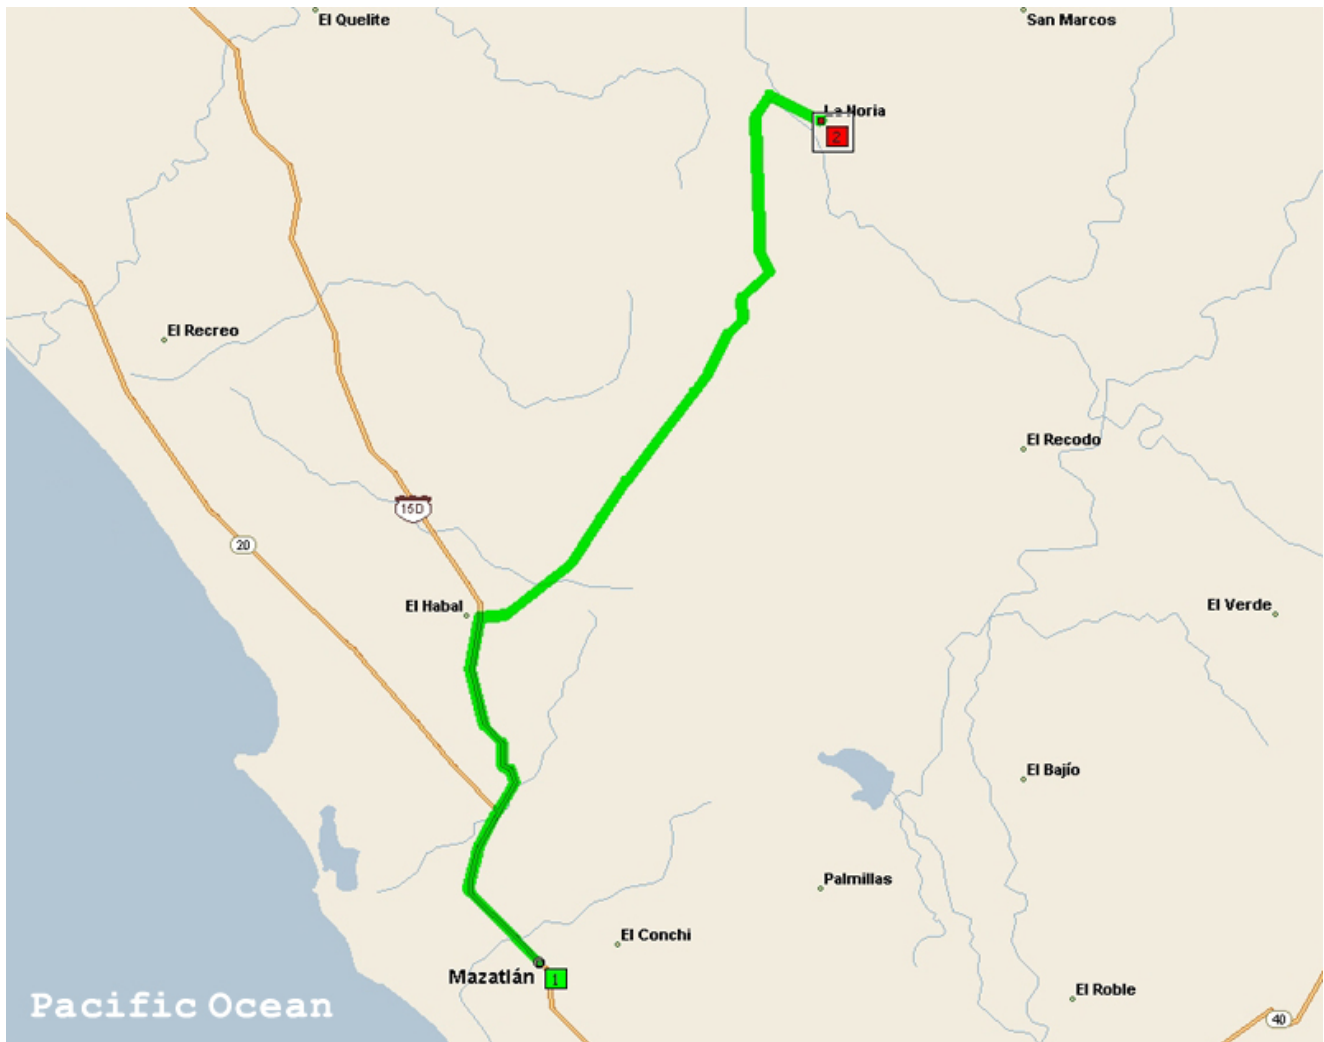 El Quelite
San Marcos
La Noria
2
El Recreo
El Recodo
15D
20
El Habal
El Verde
El Bajío
Palmillas
El Conchi
Mazatlán
1
El Roble
Pacific Ocean
40